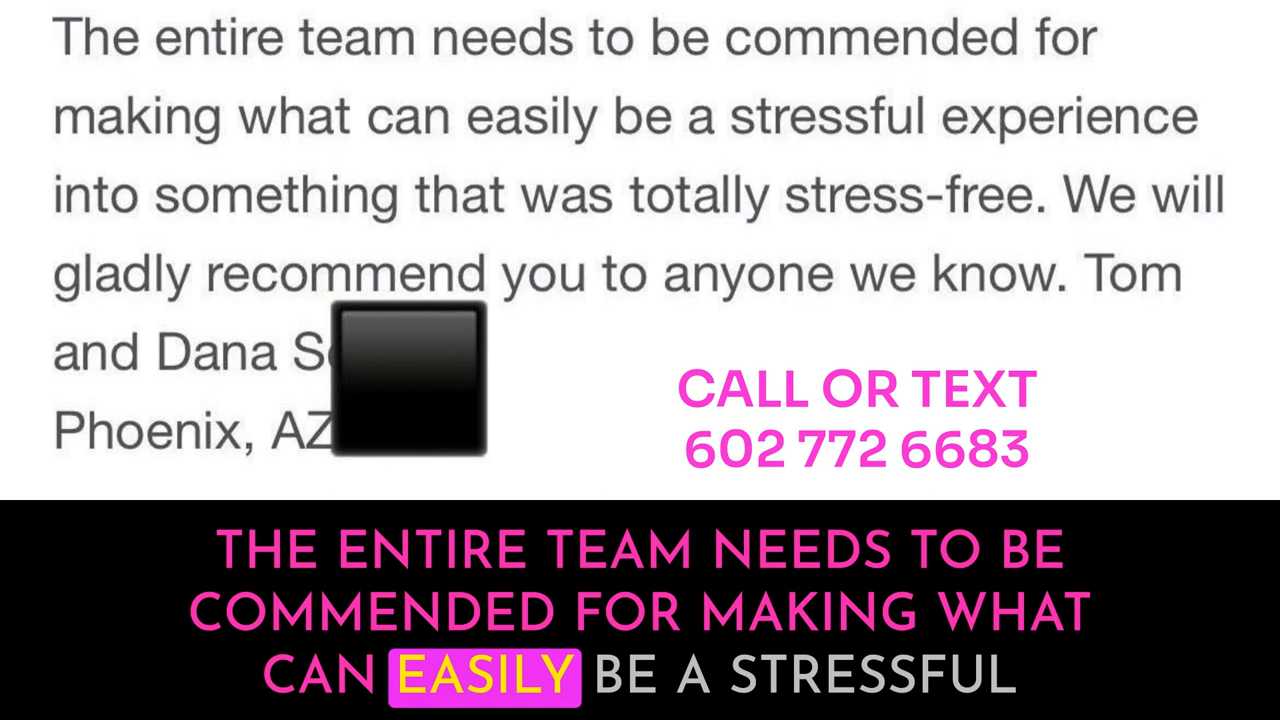 The entire team needs to be commended for
making what can easily be a stressful experience
into something that was totally stress-free. We will
gladly recommend you to anyone we know. Tom
and Dana
Phoenix, AZ
CALL OR TEXT
602 772 6683
THE ENTIRE TEAM NEEDS TO BE
COMMENDED FOR MAKING WHAT
CAN EASILY BE A STRESSFUL